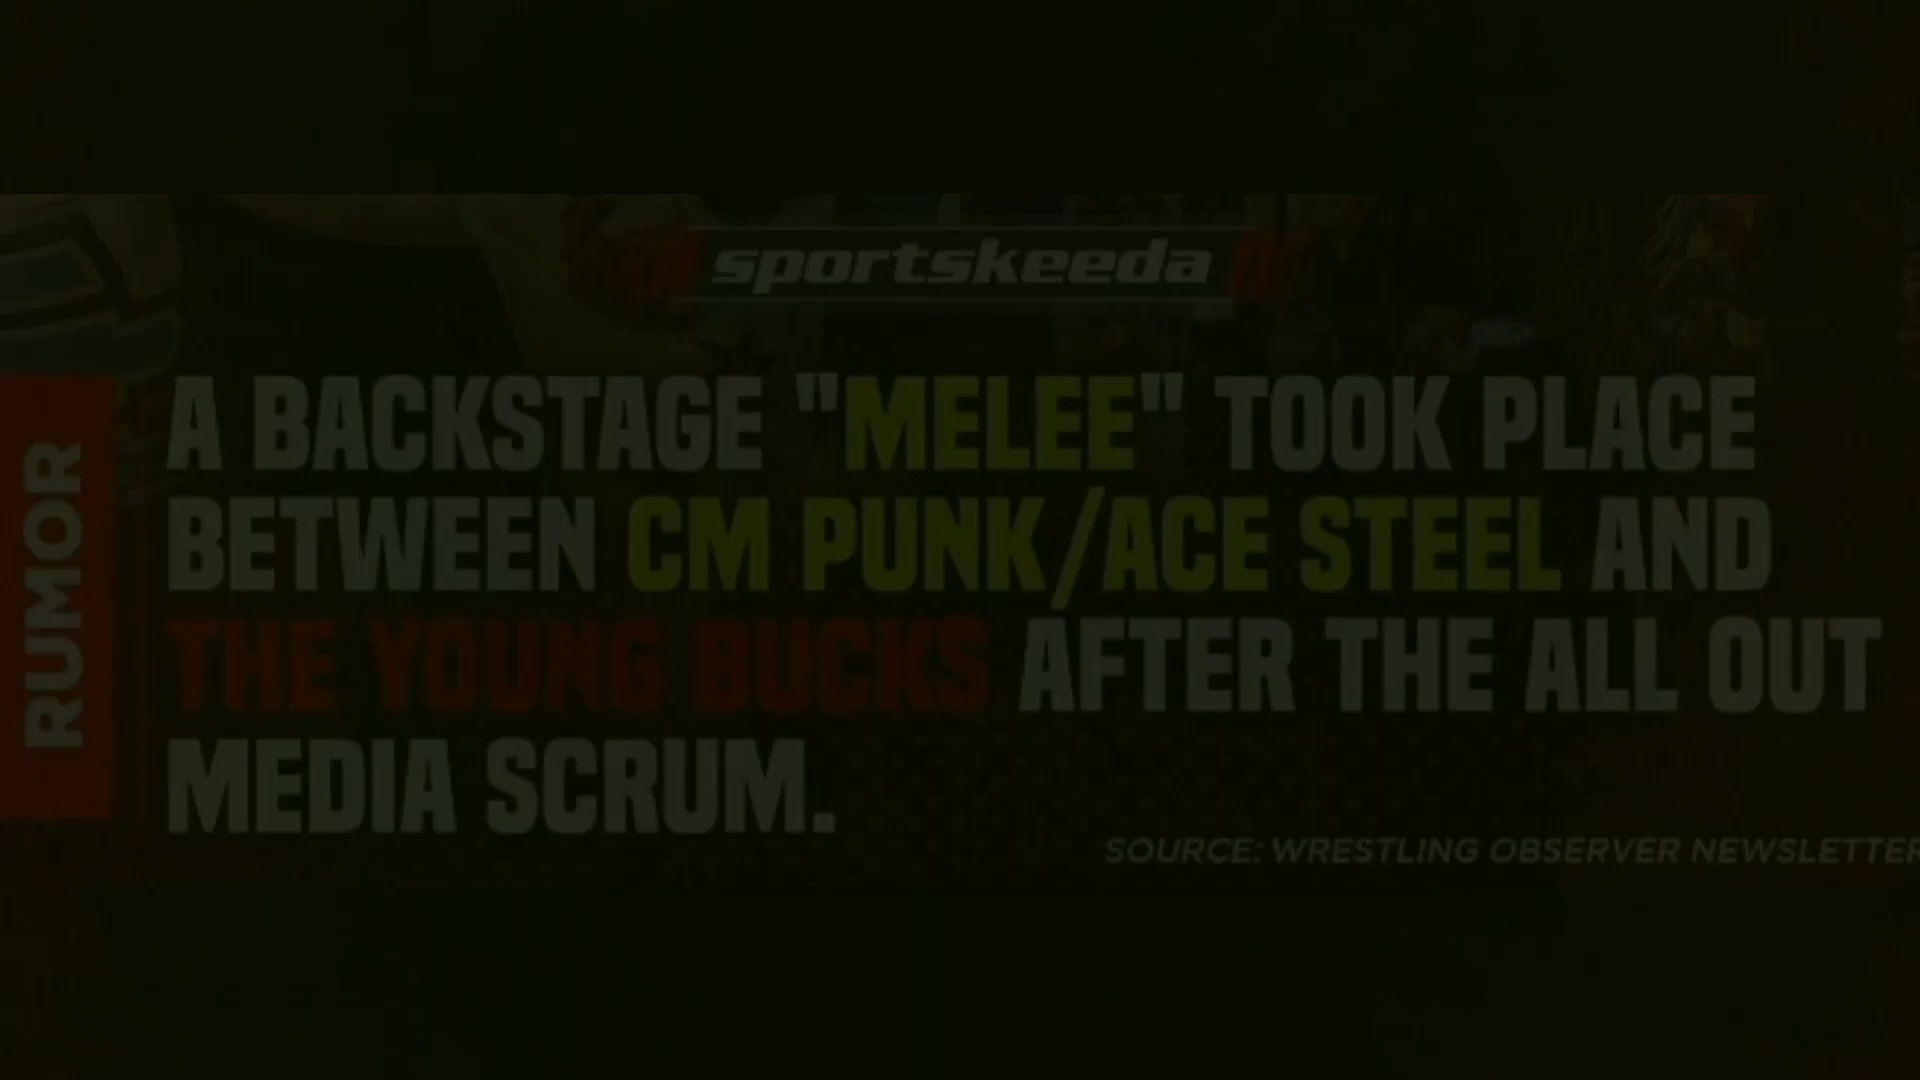 sportskeeda
RUMOR
A BACKSTAGE "MELEE" TOOK PLACE
BETWEEN CM PUNK/ACE STEEL AND
THE YOUNG BUCKS AFTER THE ALL OUT
MEDIA SCRUM.
SOURCE: WRESTLING OBSERVER NEWSLETTER